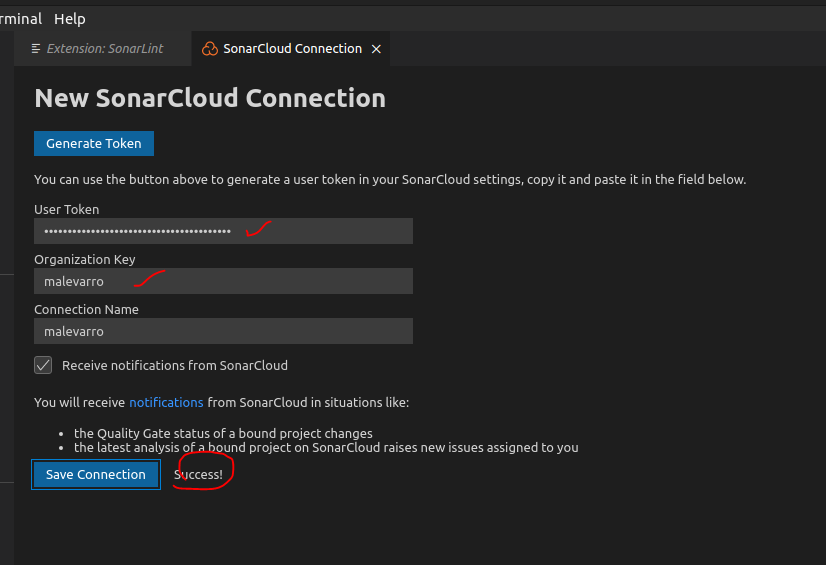 rminal Help
Extension: SonarLint SonarCloud Connection
New SonarCloud Connection
Generate Token
You can use the button above to generate a user token in your SonarCloud settings, copy it and paste it in the field below.
User Token
••••••••••••••••••••••••••••••••••••••••
Organization Key
malevarro
Connection Name
malevarro
Receive notifications from SonarCloud
You will receive notifications from SonarCloud in situations like:
• the Quality Gate status of a bound project changes
• the latest analysis of a bound project on SonarCloud raises new issues assigned to you
Save Connection Success!